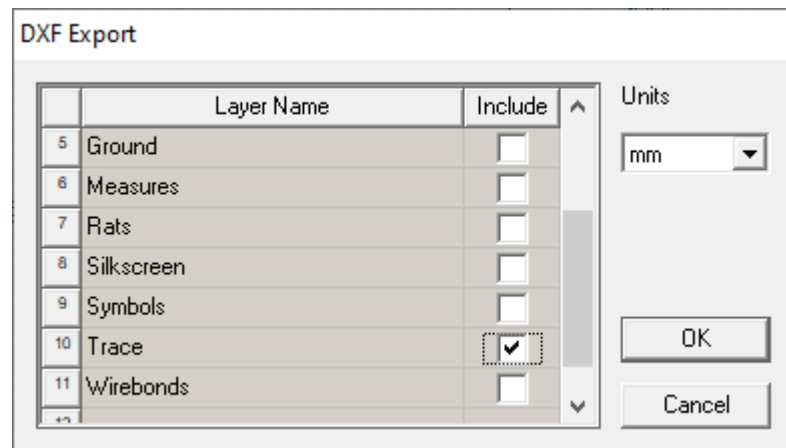 DXF Export
Layer Name Include
Units
5 Ground
mm
6 Measures
7 Rats
8 Silkscreen
9 Symbols
10 Trace
OK
11 Wirebonds
Cancel